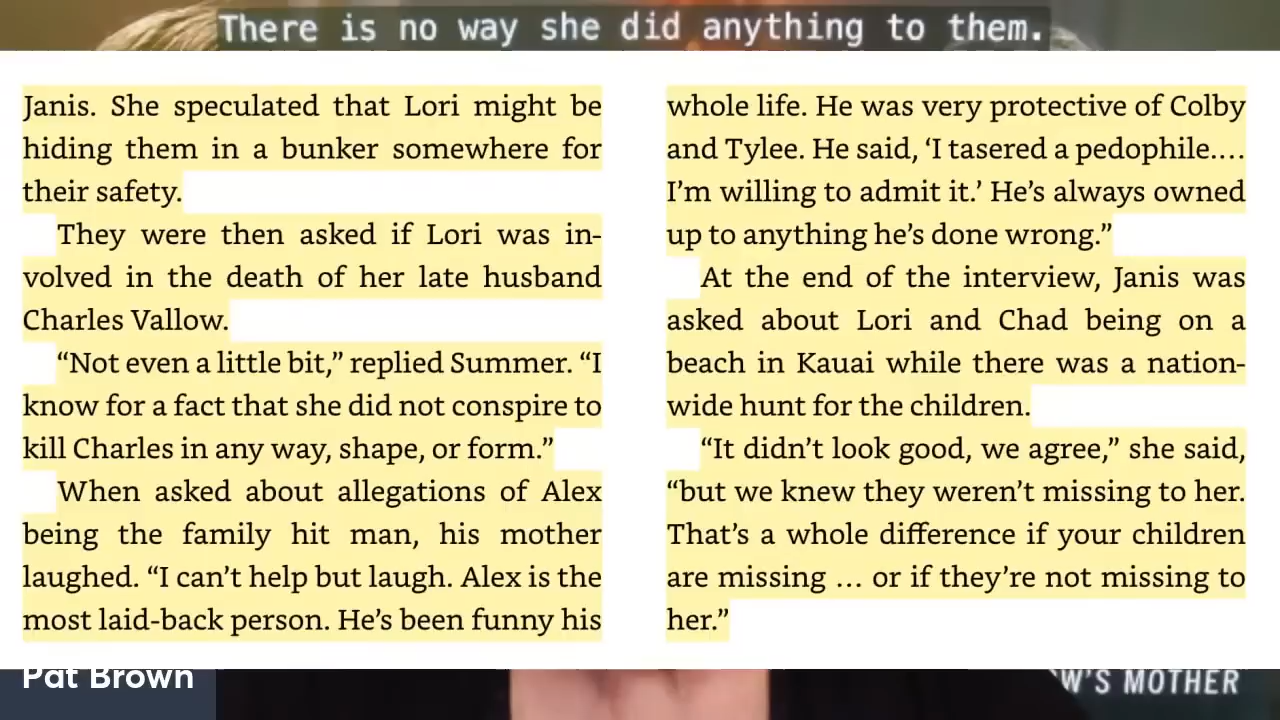 There is no way she did anything to them.
Janis. She speculated that Lori might be
hiding them in a bunker somewhere for
their safety.
They were then asked if Lori was in-
volved in the death of her late husband
Charles Vallow.
“Not even a little bit,” replied Summer. “I
know for a fact that she did not conspire to
kill Charles in any way, shape, or form.”
When asked about allegations of Alex
being the family hit man, his mother
laughed. “I can’t help but laugh. Alex is the
most laid-back person. He’s been funny his
whole life. He was very protective of Colby
and Tylee. He said, ‘I tasered a pedophile....
I’m willing to admit it.’ He’s always owned
up to anything he’s done wrong.”
At the end of the interview, Janis was
asked about Lori and Chad being on a
beach in Kauai while there was a nation-
wide hunt for the children.
“It didn’t look good, we agree,” she said,
“but we knew they weren’t missing to her.
That’s a whole difference if your children
are missing … or if they’re not missing to
her.”
Pat Brown
W'S MOTHER